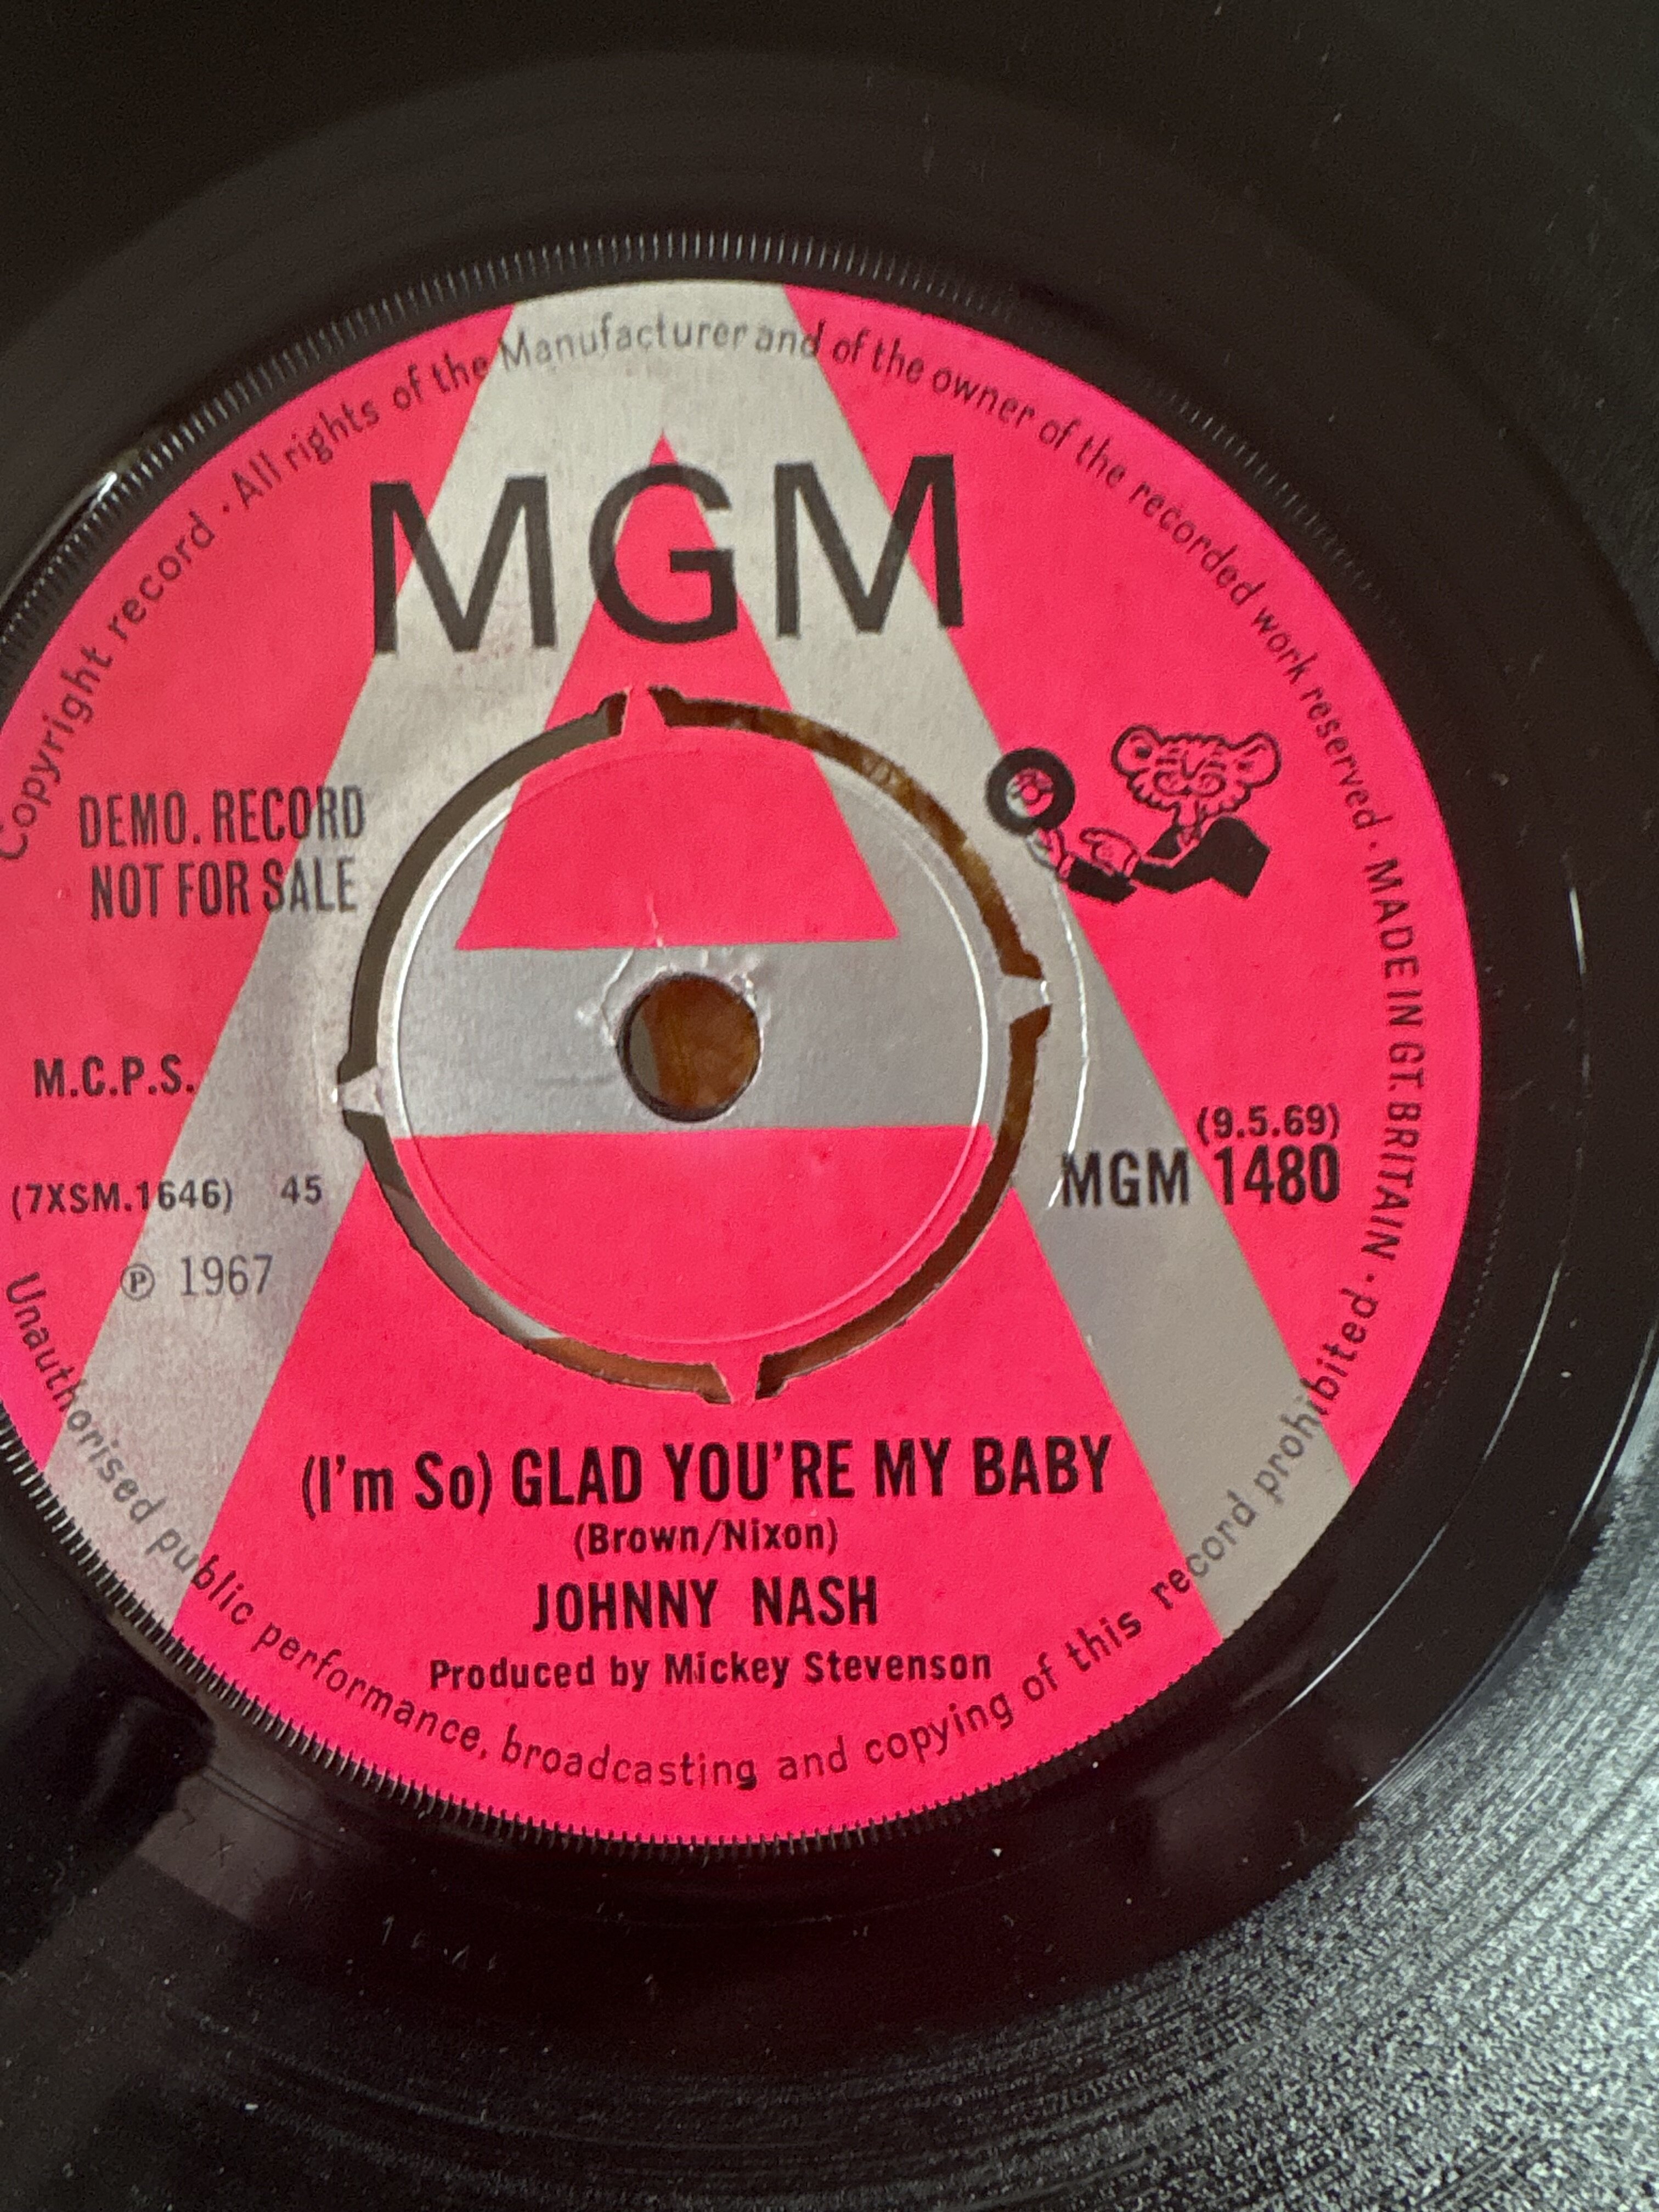 Copyright record · All rights of the Manufacturer and of the owner of the recorded work reserved · MADE IN GT. BRITAIN ·
MGM
DEMO. RECORD
NOT FOR SALE
M.C.P.S.
(9.5.69)
MGM 1480
(7XSM.1646) 45
℗ 1967
(I'm So) GLAD YOU'RE MY BABY
(Brown/Nixon)
JOHNNY NASH
Produced by Mickey Stevenson
Unauthorised public performance, broadcasting and copying of this record prohibited